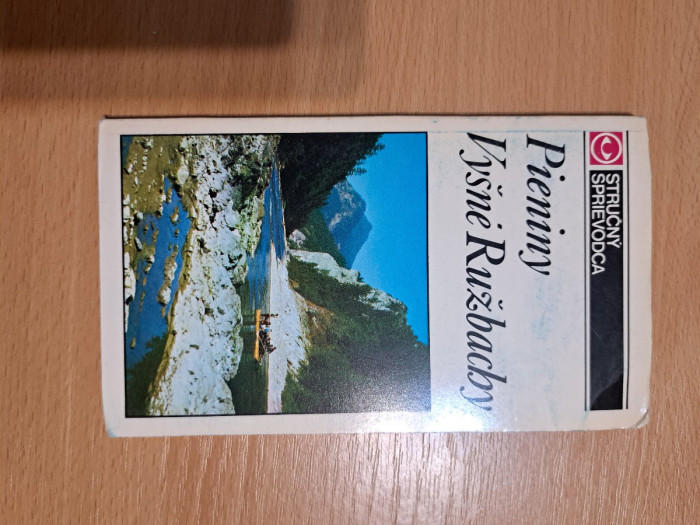 STRUČNÝ
SPRIEVODCA
Pieniny
Vyšné Ružbachy